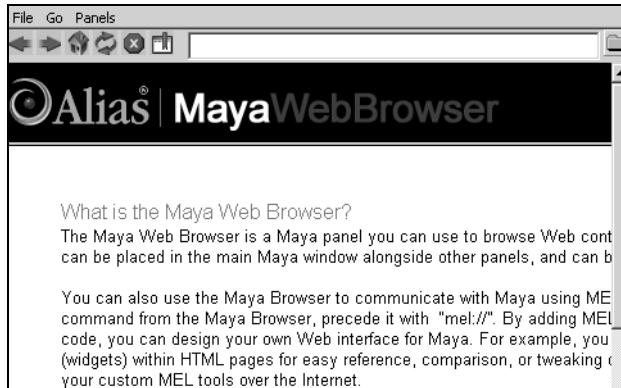 File Go Panels
Alias® MayaWebBrowser
What is the Maya Web Browser?
The Maya Web Browser is a Maya panel you can use to browse Web cont
can be placed in the main Maya window alongside other panels, and can b
You can also use the Maya Browser to communicate with Maya using ME
command from the Maya Browser, precede it with "mel://". By adding MEL
code, you can design your own Web interface for Maya. For example, you
(widgets) within HTML pages for easy reference, comparison, or tweaking
your custom MEL tools over the Internet.